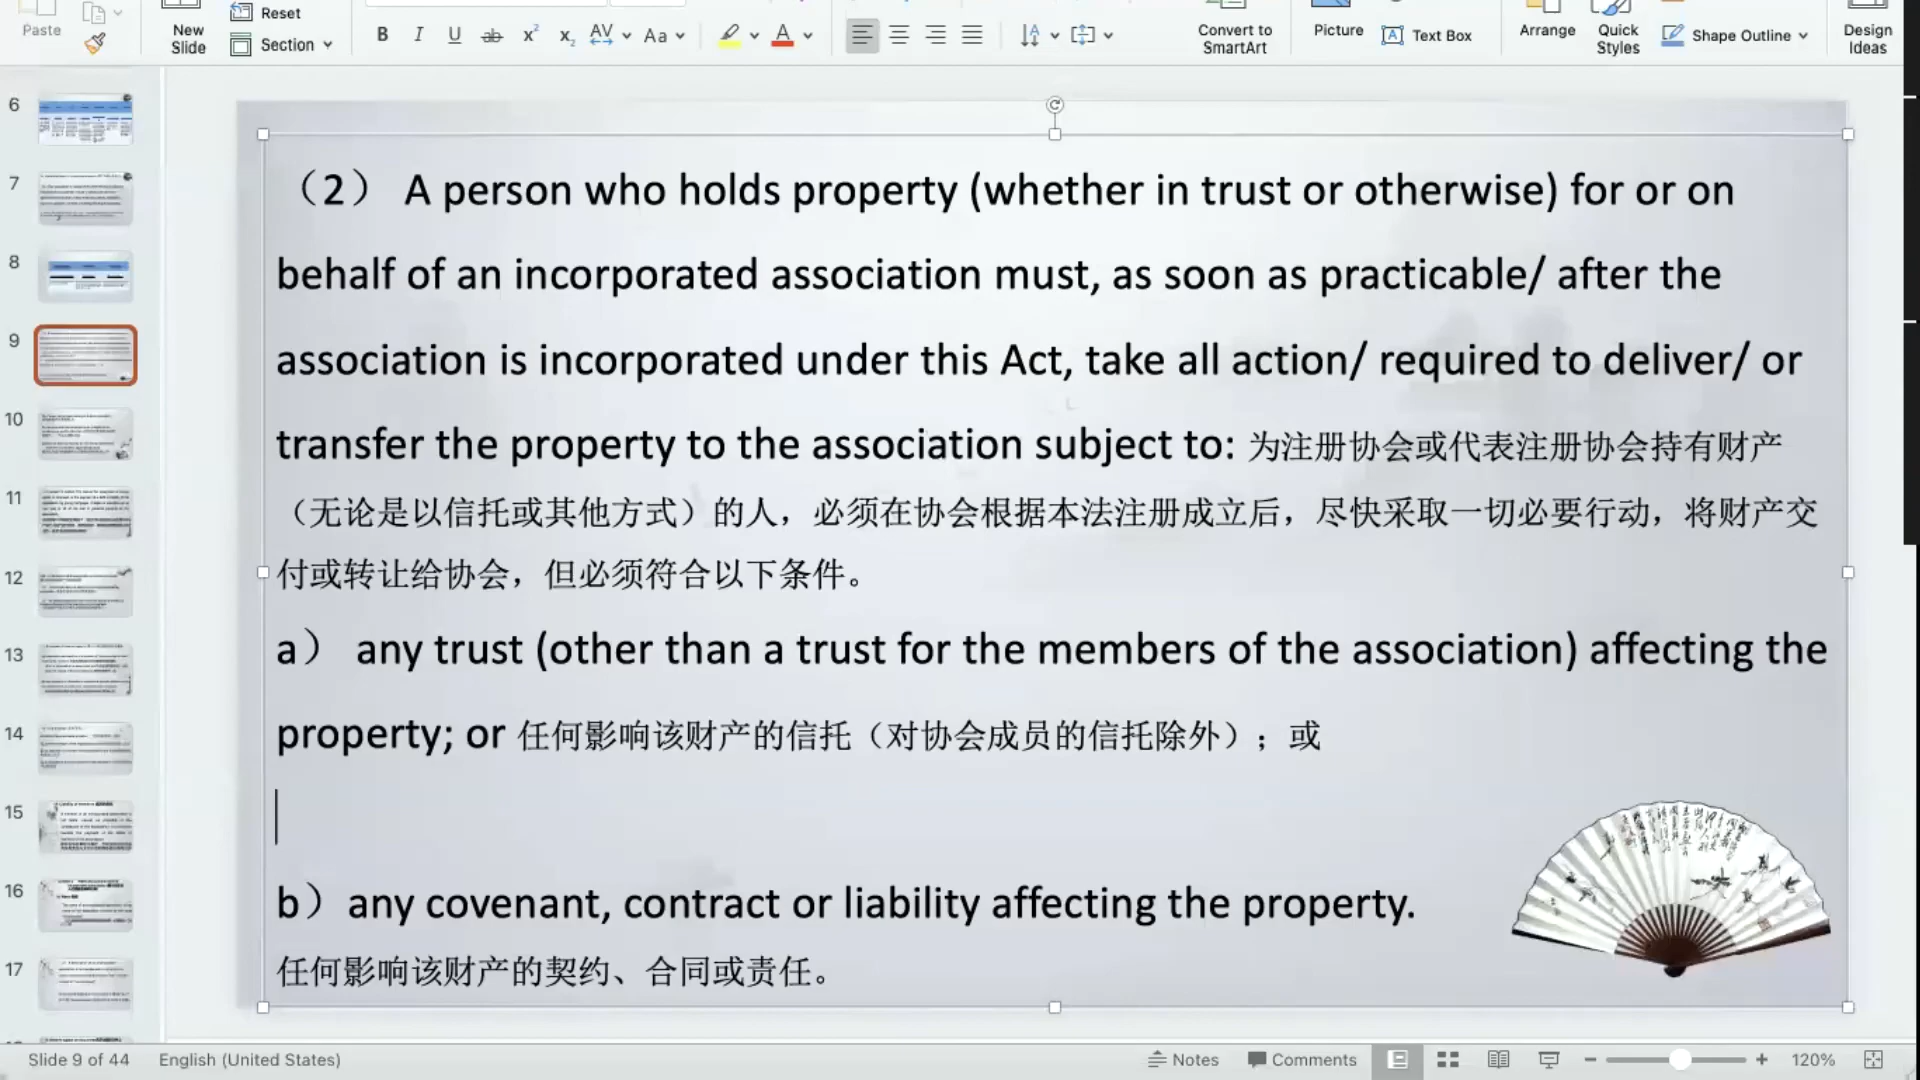 Paste
Reset
New
Slide
Section
B I U ab x² x₂ AV Aa A
Convert to
SmartArt
Picture
Text Box
Arrange
Quick
Styles
Shape Outline
Design
Ideas
6
7
8
9
10
11
12
13
14
15
16
17
（2） A person who holds property (whether in trust or otherwise) for or on
behalf of an incorporated association must, as soon as practicable/ after the
association is incorporated under this Act, take all action/ required to deliver/ or
transfer the property to the association subject to: 为注册协会或代表注册协会持有财产
（无论是以信托或其他方式）的人，必须在协会根据本法注册成立后，尽快采取一切必要行动，将财产交
付或转让给协会，但必须符合以下条件。
a） any trust (other than a trust for the members of the association) affecting the
property; or 任何影响该财产的信托（对协会成员的信托除外）；或
b）any covenant, contract or liability affecting the property.
任何影响该财产的契约、合同或责任。
Slide 9 of 44
English (United States)
Notes
Comments
120%